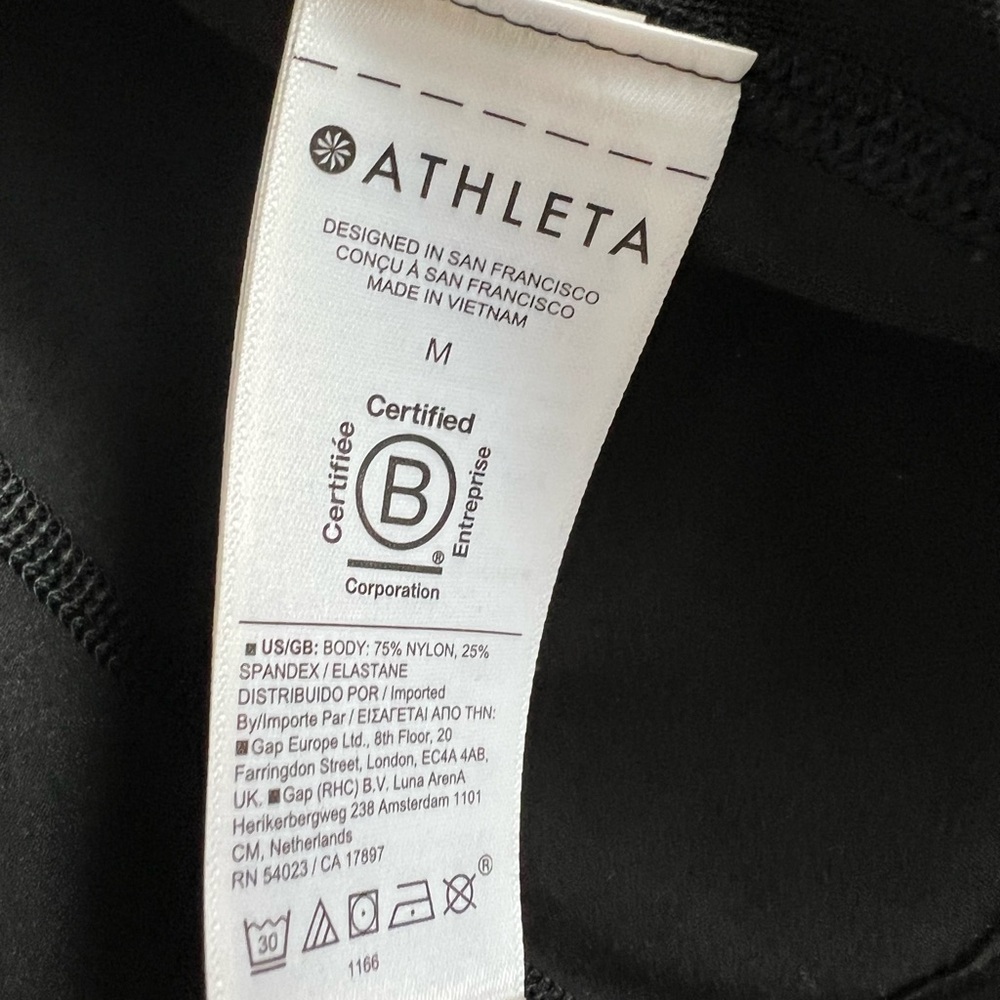 ATHLETA
DESIGNED IN SAN FRANCISCO
CONÇU À SAN FRANCISCO
MADE IN VIETNAM
M
Certified
Certifiée
B
Entreprise
®
Corporation
US/GB: BODY: 75% NYLON, 25%
SPANDEX / ELASTANE
DISTRIBUIDO POR / Imported
By/Importe Par / ΕΙΣΑΓΕΤΑΙ ΑΠΟ ΤΗΝ:
Gap Europe Ltd., 8th Floor, 20
Farringdon Street, London, EC4A 4AB,
UK. Gap (RHC) B.V. Luna ArenA
Herikerbergweg 238 Amsterdam 1101
CM, Netherlands
RN 54023 / CA 17897
30 ®
1166